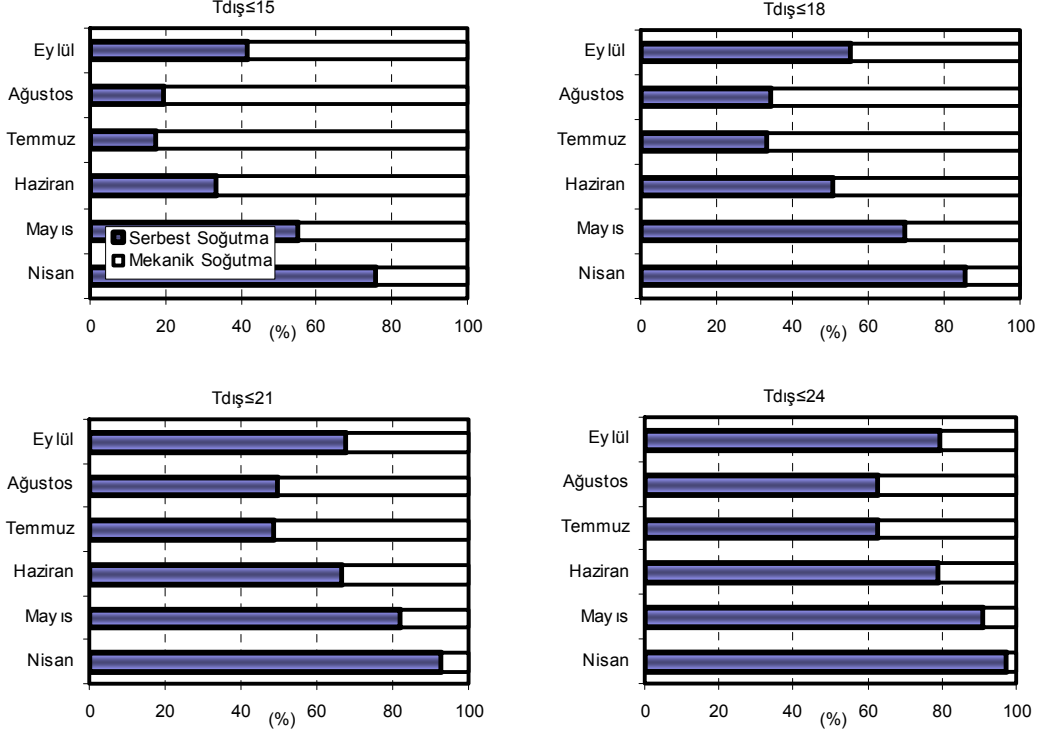 Tdış≤15
Eylül
Ağustos
Temmuz
Haziran
Mayıs
Nisan
Serbest Soğutma
Mekanik Soğutma
0 20 40 60 80 100
(%)
Tdış≤18
Eylül
Ağustos
Temmuz
Haziran
Mayıs
Nisan
0 20 40 60 80 100
(%)
Tdış≤21
Eylül
Ağustos
Temmuz
Haziran
Mayıs
Nisan
0 20 40 60 80 100
(%)
Tdış≤24
Eylül
Ağustos
Temmuz
Haziran
Mayıs
Nisan
0 20 40 60 80 100
(%)